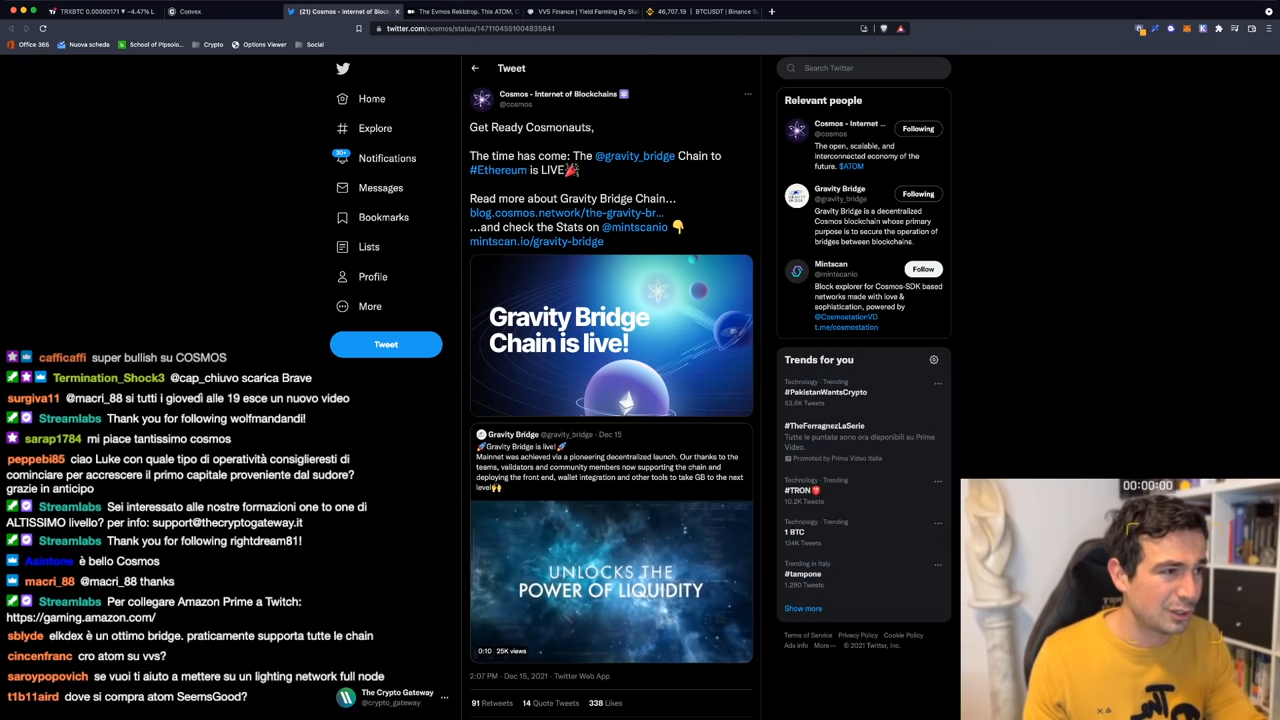 TRXBTC 0.00000171 ▼ −4.47% L
Convex
(21) Cosmos - Internet of Block
The Evmos Rektdrop. This ATOM, O
VVS Finance | Yield Farming By Sta
46,707.19 | BTCUSDT | Binance Sp
twitter.com/cosmos/status/1471104551004835841
Office 365
Nuova scheda
School of Pipsolo...
Crypto
Options Viewer
Social
Home
Explore
20+
Notifications
Messages
Bookmarks
Lists
Profile
More
Tweet
cafficaffi super bullish su COSMOS
Termination_Shock3 @cap_chiuvo scarica Brave
surgiva11 @macri_88 si tutti i giovedi alle 19 esce un nuovo video
Streamlabs Thank you for following wolfmandandi!
sarap1784 mi piace tantissimo cosmos
peppebi85 ciao Luke con quale tipo di operatività consiglieresti di
cominciare per accrescere il primo capitale proveniente dal sudore?
grazie in anticipo
Streamlabs Sei interessato alle nostre formazioni one to one di
ALTISSIMO livello? per info: support@thecryptogateway.it
Streamlabs Thank you for following rightdream81!
Asintone è bello Cosmos
macri_88 @macri_88 thanks
Streamlabs Per collegare Amazon Prime a Twitch:
https://gaming.amazon.com/
sblyde elkdex è un ottimo bridge. praticamente supporta tutte le chain
cincenfranc cro atom su vvs?
saroypopovich se vuoi ti aiuto a mettere su un lighting network full node
t1b11aird dove si compra atom SeemsGood?
The Crypto Gateway
@crypto_gateway
Tweet
Cosmos - Internet of Blockchains
@cosmos
Get Ready Cosmonauts,
The time has come: The @gravity_bridge Chain to
#Ethereum is LIVE🎉
Read more about Gravity Bridge Chain...
blog.cosmos.network/the-gravity-br...
...and check the Stats on @mintscanio 👇
mintscan.io/gravity-bridge
Gravity Bridge
Chain is live!
Gravity Bridge @gravity_bridge · Dec 15
🚀Gravity Bridge is live!🚀
Mainnet was achieved via a pioneering decentralized launch. Our thanks to the
teams, validators and community members now supporting the chain and
deploying the front end, wallet integration and other tools to take GB to the next
level🙌
UNLOCKS THE
POWER OF LIQUIDITY
0:10 25K views
2:07 PM · Dec 15, 2021 · Twitter Web App
91 Retweets 14 Quote Tweets 338 Likes
Search Twitter
Relevant people
Cosmos - Internet ...
@cosmos
Following
The open, scalable, and
interconnected economy of the
future. $ATOM
Gravity Bridge
@gravity_bridge
Following
Gravity Bridge is a decentralized
Cosmos blockchain whose primary
purpose is to secure the operation of
bridges between blockchains.
Mintscan
@mintscanio
Follow
Block explorer for Cosmos-SDK based
networks made with love &
sophistication, powered by
@CosmostationVD
t.me/cosmostation
Trends for you
Technology · Trending
#PakistanWantsCrypto
53.6K Tweets
#TheFerragnezLaSerie
Tutte le puntate sono ora disponibili su Prime
Video.
Promoted by Prime Video Italia
Technology · Trending
#TRON
10.2K Tweets
Technology · Trending
1 BTC
124K Tweets
Trending in Italy
#tampone
1,290 Tweets
Show more
Terms of Service Privacy Policy Cookie Policy
Ads info More ··· © 2021 Twitter, Inc.
00:00:00